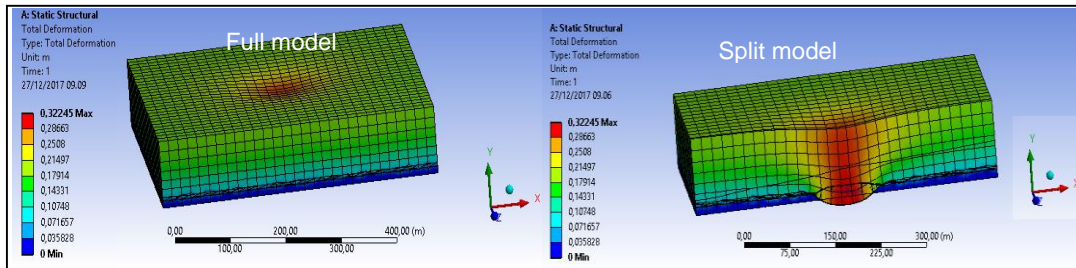 A: Static Structural
Total Deformation
Type: Total Deformation
Unit: m
Time: 1
27/12/2017 09.09
Full model
0,32245 Max
0,28663
0,2508
0,21497
0,17914
0,14331
0,10748
0,071657
0,035828
0 Min
Y
X
Z
0,00
200,00
400,00 (m)
100,00
300,00
A: Static Structural
Total Deformation
Type: Total Deformation
Unit: m
Time: 1
27/12/2017 09.06
Split model
0,32245 Max
0,28663
0,2508
0,21497
0,17914
0,14331
0,10748
0,071657
0,035828
0 Min
Y
X
Z
0,00
150,00
300,00 (m)
75,00
225,00